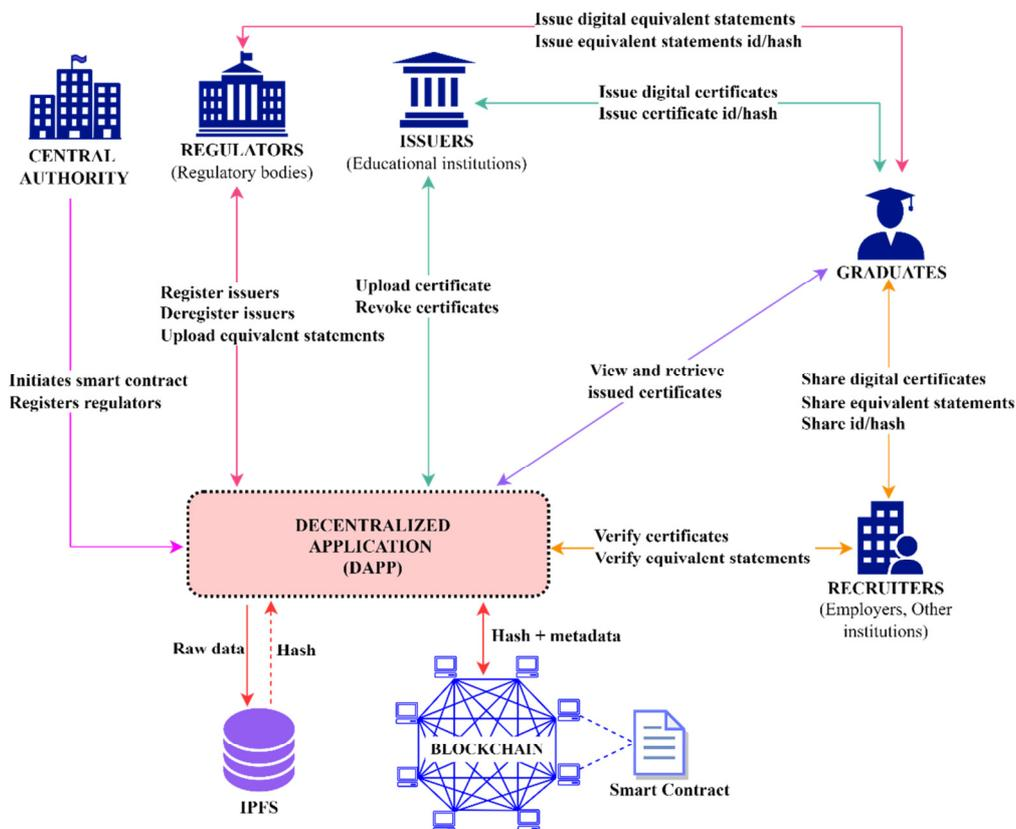 Issue digital equivalent statements
Issue equivalent statements id/hash
Issue digital certificates
Issue certificate id/hash
CENTRAL
AUTHORITY
REGULATORS
(Regulatory bodies)
ISSUERS
(Educational institutions)
GRADUATES
Register issuers
Deregister issuers
Upload equivalent statements
Upload certificate
Revoke certificates
Initiates smart contract
Registers regulators
View and retrieve
issued certificates
Share digital certificates
Share equivalent statements
Share id/hash
DECENTRALIZED
APPLICATION
(DAPP)
Verify certificates
Verify equivalent statements
RECRUITERS
(Employers, Other
institutions)
Raw data
Hash
Hash + metadata
BLOCKCHAIN
IPFS
Smart Contract